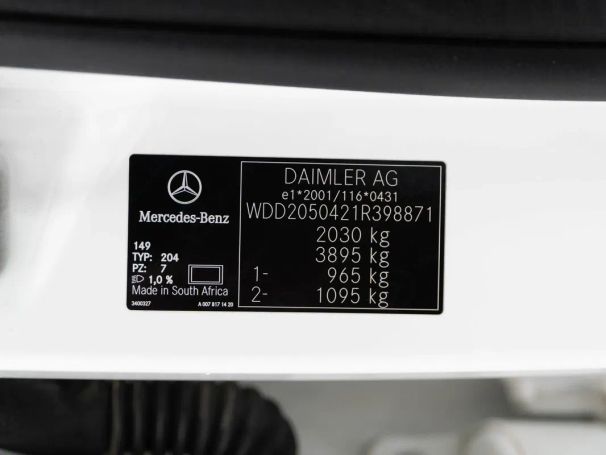 Mercedes-Benz
149
TYP: 204
PZ: 7
1,0 %
Made in South Africa
3400327
A 007 817 14 20
DAIMLER AG
e1*2001/116*0431
WDD2050421R398871
2030 kg
3895 kg
1- 965 kg
2- 1095 kg